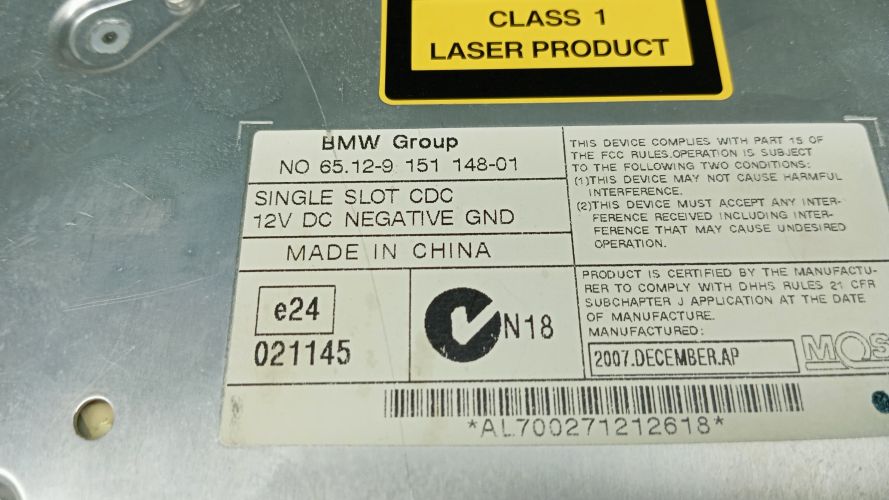 CLASS 1
LASER PRODUCT
BMW Group
NO 65.12-9 151 148-01
SINGLE SLOT CDC
12V DC NEGATIVE GND
MADE IN CHINA
e24
021145
N18
THIS DEVICE COMPLIES WITH PART 15 OF
THE FCC RULES.OPERATION IS SUBJECT
TO THE FOLLOWING TWO CONDITIONS:
(1)THIS DEVICE MAY NOT CAUSE HARMFUL
INTERFERENCE.
(2)THIS DEVICE MUST ACCEPT ANY INTER-
FERENCE RECEIVED INCLUDING INTER-
FERENCE THAT MAY CAUSE UNDESIRED
OPERATION.
PRODUCT IS CERTIFIED BY THE MANUFACTU-
RER TO COMPLY WITH DHHS RULES 21 CFR
SUBCHAPTER J APPLICATION AT THE DATE
OF MANUFACTURE.
MANUFACTURED:
2007.DECEMBER.AP
MOS
*AL700271212618*